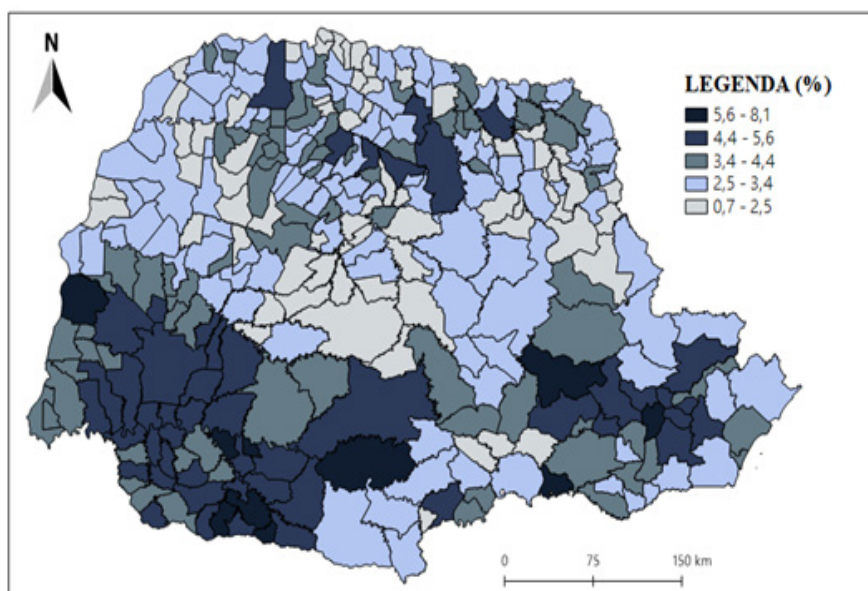 N
LEGENDA (%)
5,6 - 8,1
4,4 - 5,6
3,4 - 4,4
2,5 - 3,4
0,7 - 2,5
0 75 150 km